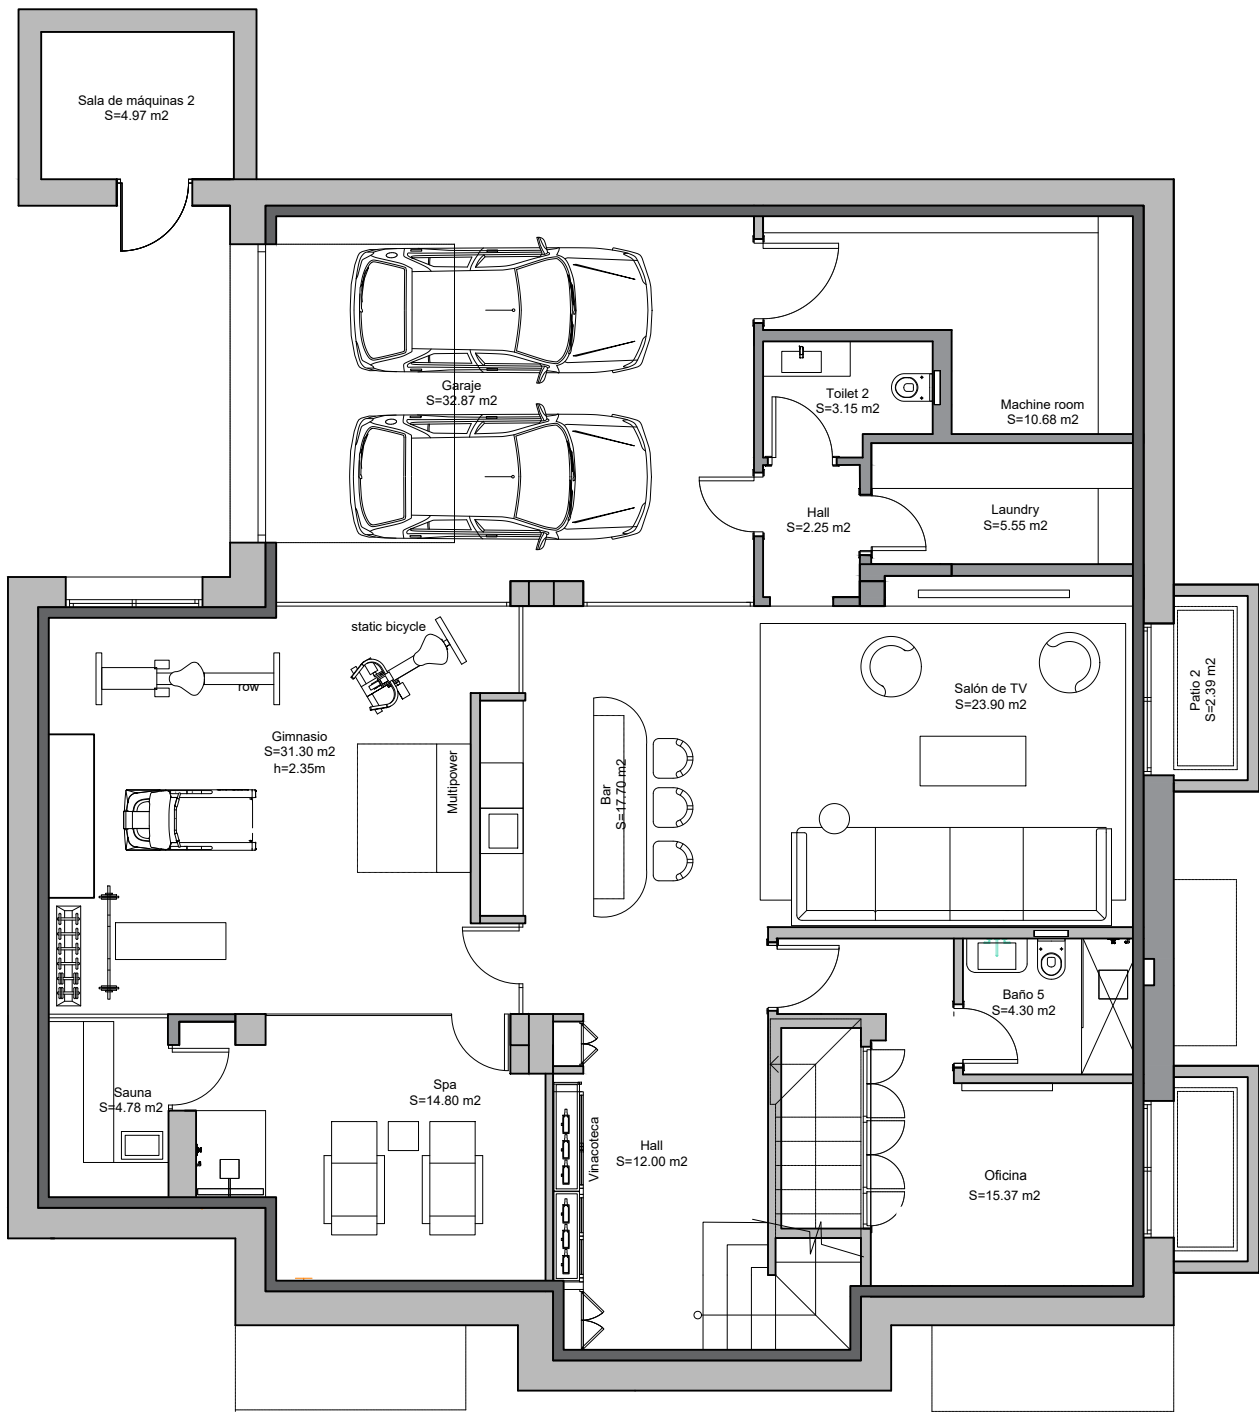 Sala de máquinas 2
S=4.97 m2
Garaje
S=32.87 m2
Toilet 2
S=3.15 m2
Machine room
S=10.68 m2
Hall
S=2.25 m2
Laundry
S=5.55 m2
static bicycle
row
Gimnasio
S=31.30 m2
h=2.35m
Multipower
Bar
S=17.70 m2
Salón de TV
S=23.90 m2
Patio 2
S=2.39 m2
Baño 5
S=4.30 m2
Sauna
S=4.78 m2
Spa
S=14.80 m2
Vinacoteca
Hall
S=12.00 m2
Oficina
S=15.37 m2